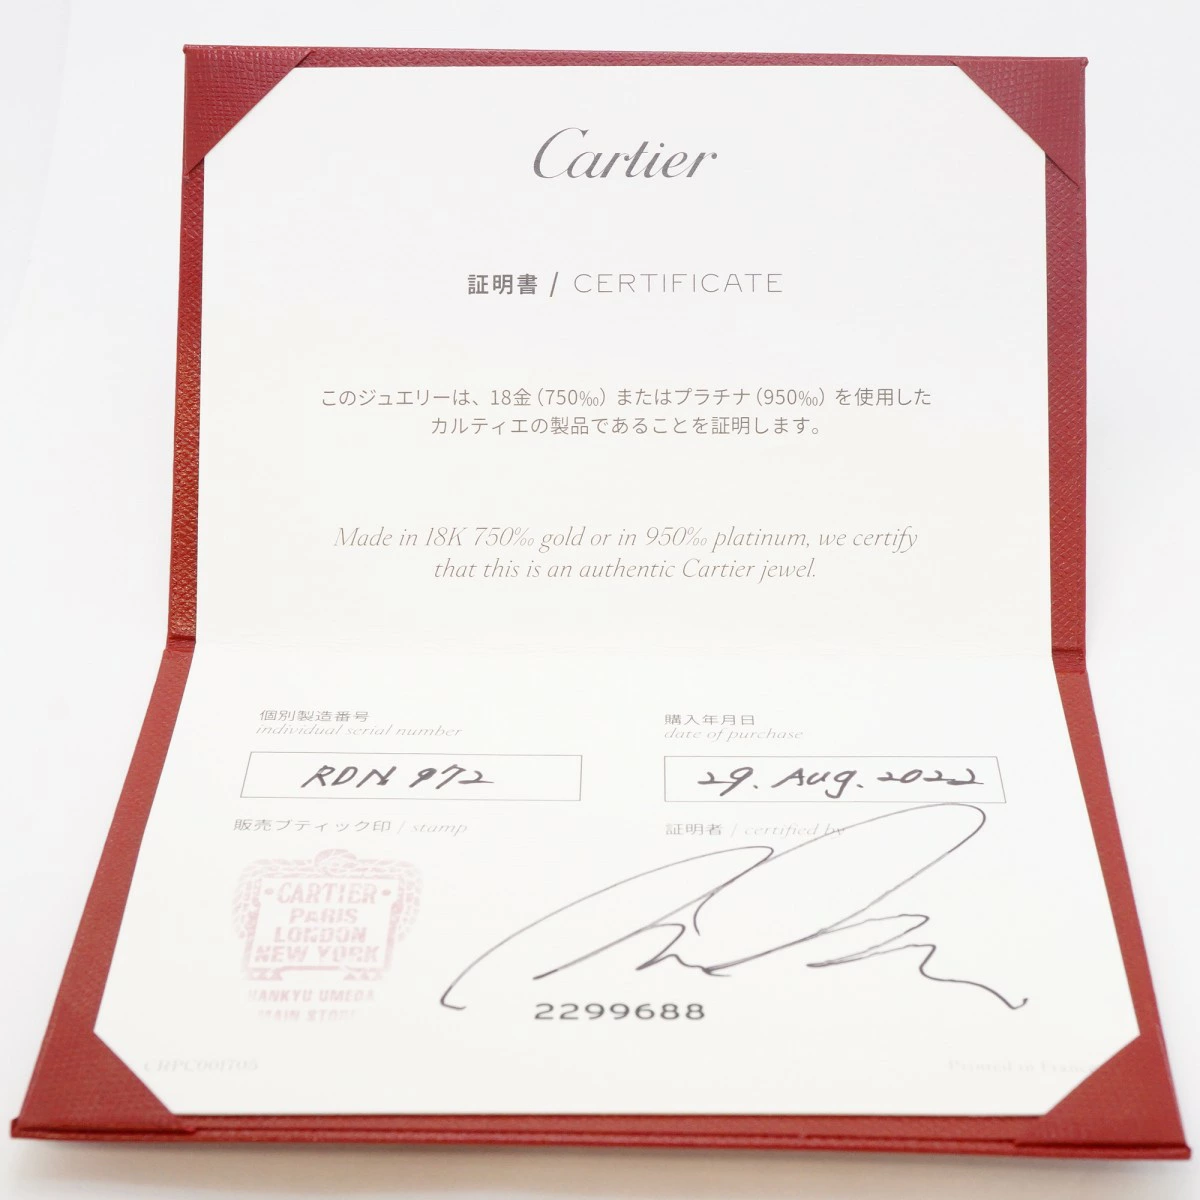 Cartier
証明書 / CERTIFICATE
このジュエリーは、18金(750‰)またはプラチナ(950‰)を使用した
カルティエの製品であることを証明します。
Made in 18K 750‰ gold or in 950‰ platinum, we certify
that this is an authentic Cartier jewel.
個別製造番号
individual serial number
RDN 972
購入年月日
date of purchase
29. Aug. 2022
販売ブティック印 / stamp
証明者 / certified by
CARTIER
PARIS
LONDON
NEW YORK
HANKYU UMEDA
MAIN STORE
2299688
CRPC001T05
Printed in France